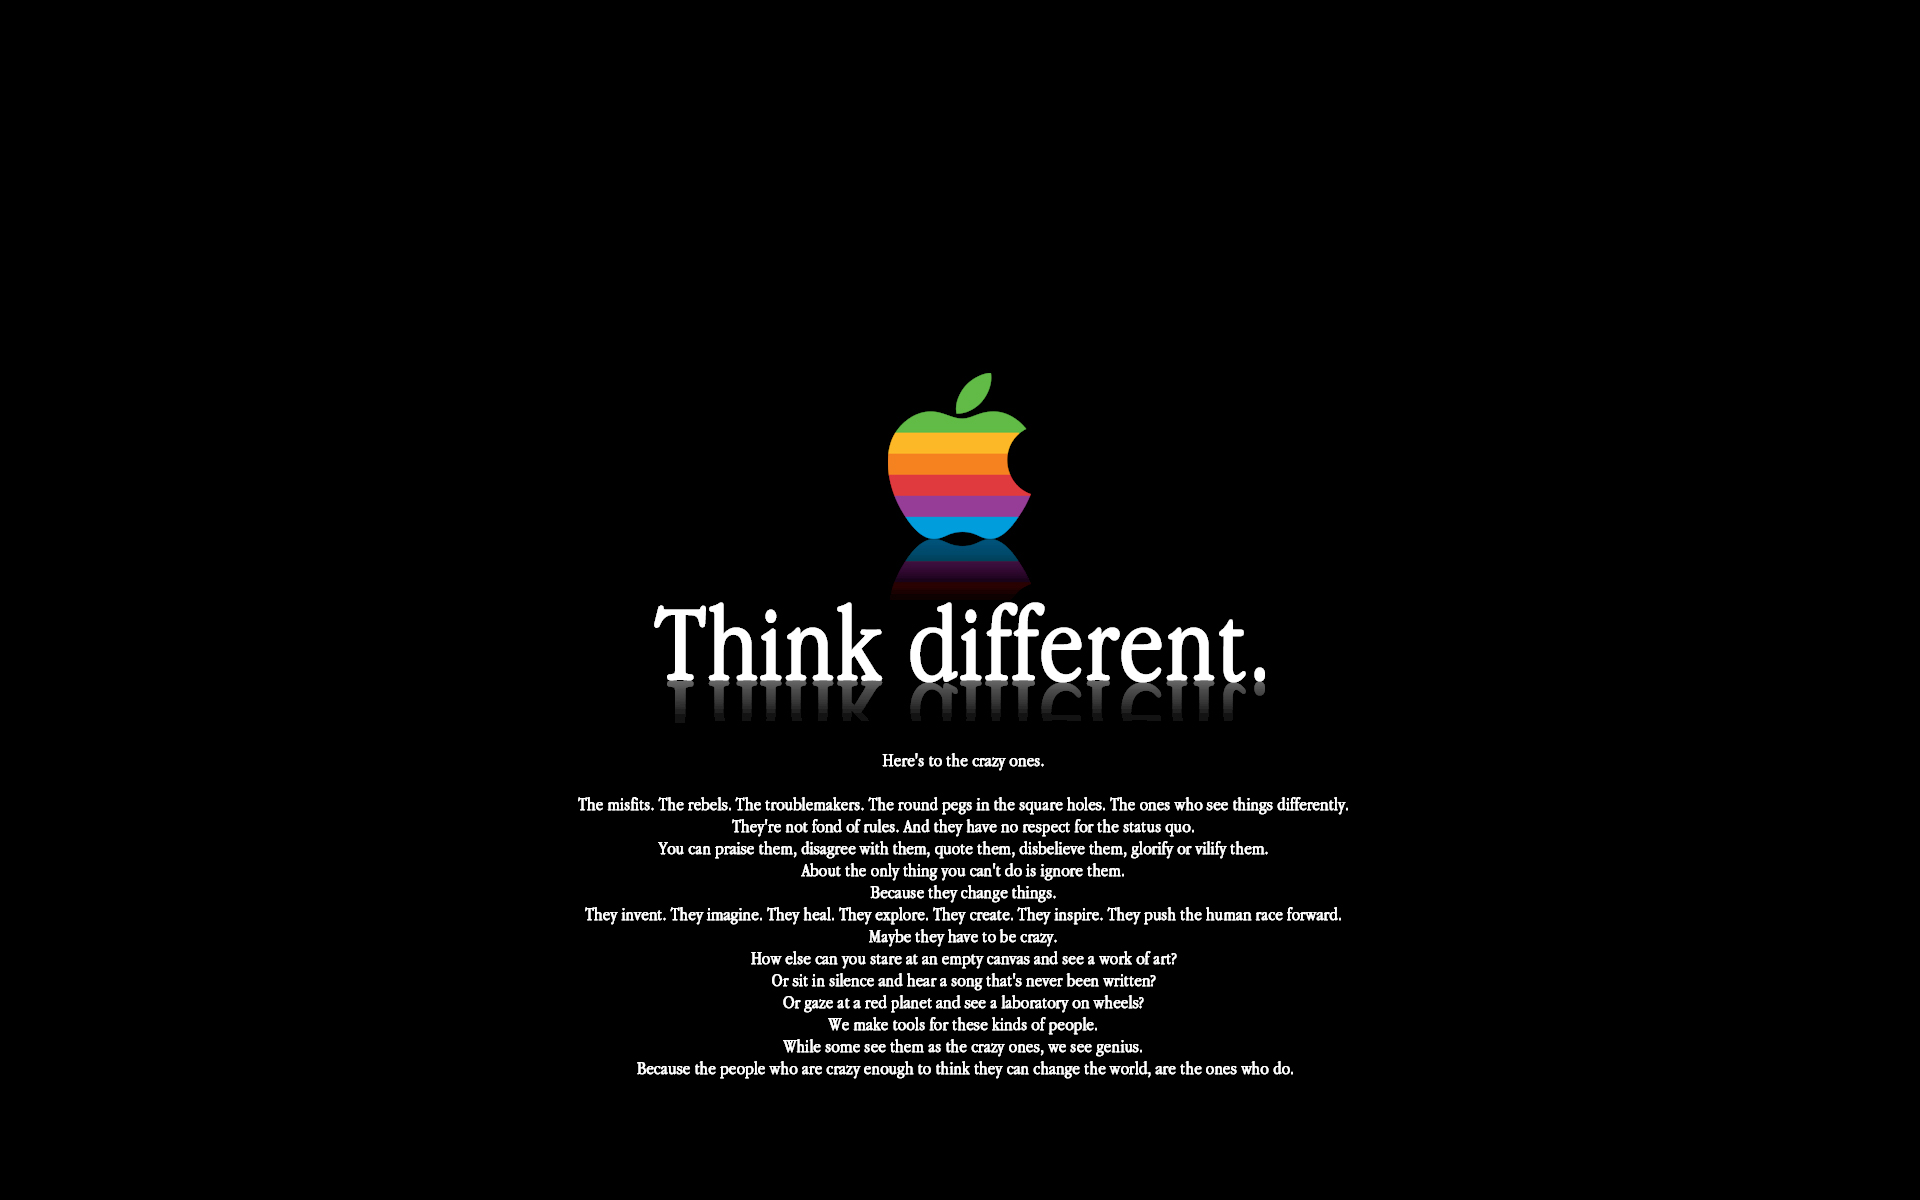 Think different.
Here's to the crazy ones.
The misfits. The rebels. The troublemakers. The round pegs in the square holes. The ones who see things differently.
They're not fond of rules. And they have no respect for the status quo.
You can praise them, disagree with them, quote them, disbelieve them, glorify or vilify them.
About the only thing you can't do is ignore them.
Because they change things.
They invent. They imagine. They heal. They explore. They create. They inspire. They push the human race forward.
Maybe they have to be crazy.
How else can you stare at an empty canvas and see a work of art?
Or sit in silence and hear a song that's never been written?
Or gaze at a red planet and see a laboratory on wheels?
We make tools for these kinds of people.
While some see them as the crazy ones, we see genius.
Because the people who are crazy enough to think they can change the world, are the ones who do.